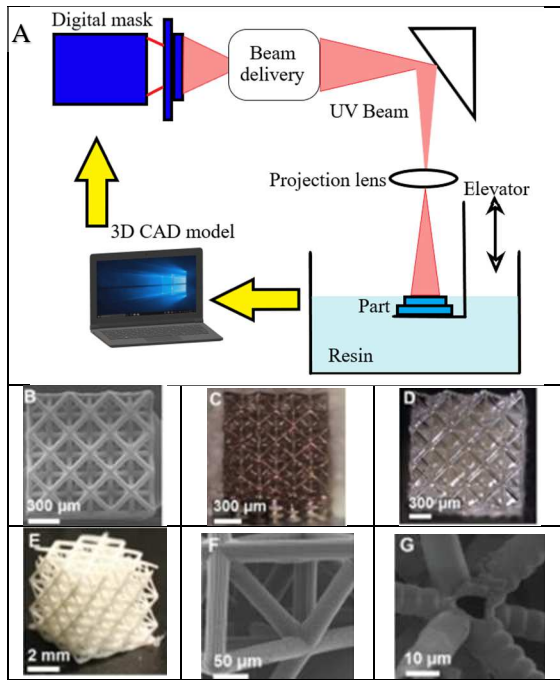 A
Digital mask
Beam
delivery
UV Beam
Projection lens
Elevator
3D CAD model
Part
Resin
B
300 µm
C
300 µm
D
300 µm
E
2 mm
F
50 µm
G
10 µm